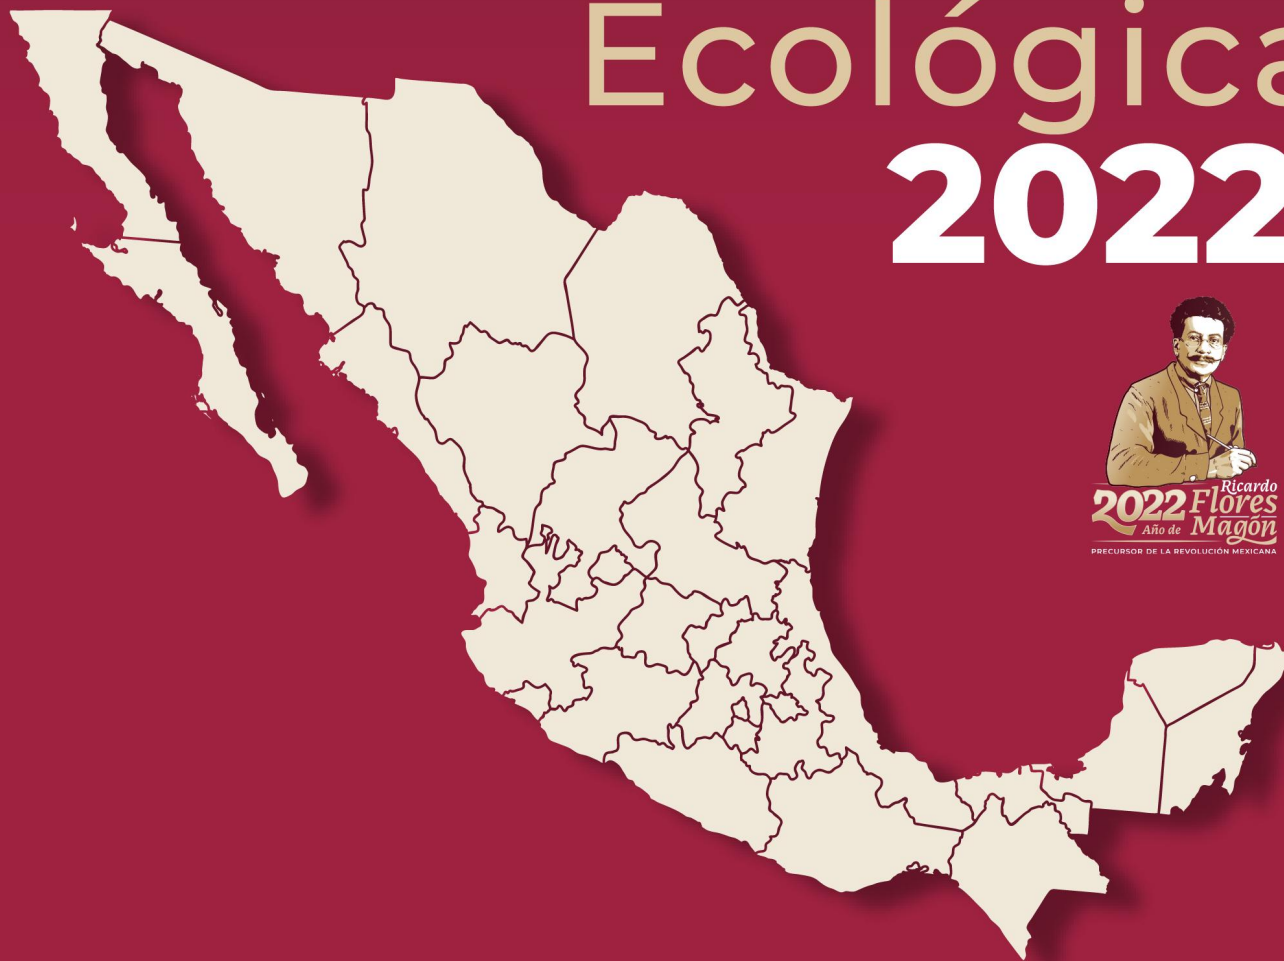 Ecológica
2022
Ricardo
2022 Flores
Año de Magón
PRECURSOR DE LA REVOLUCIÓN MEXICANA